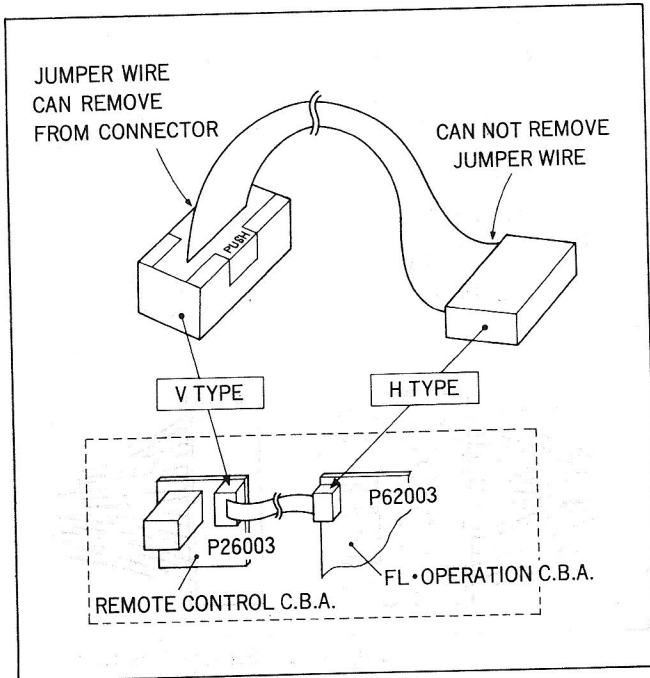 JUMPER WIRE
CAN REMOVE
FROM CONNECTOR
CAN NOT REMOVE
JUMPER WIRE
PUSH
V TYPE
H TYPE
P26003
P62003
REMOTE CONTROL C.B.A.
FL•OPERATION C.B.A.